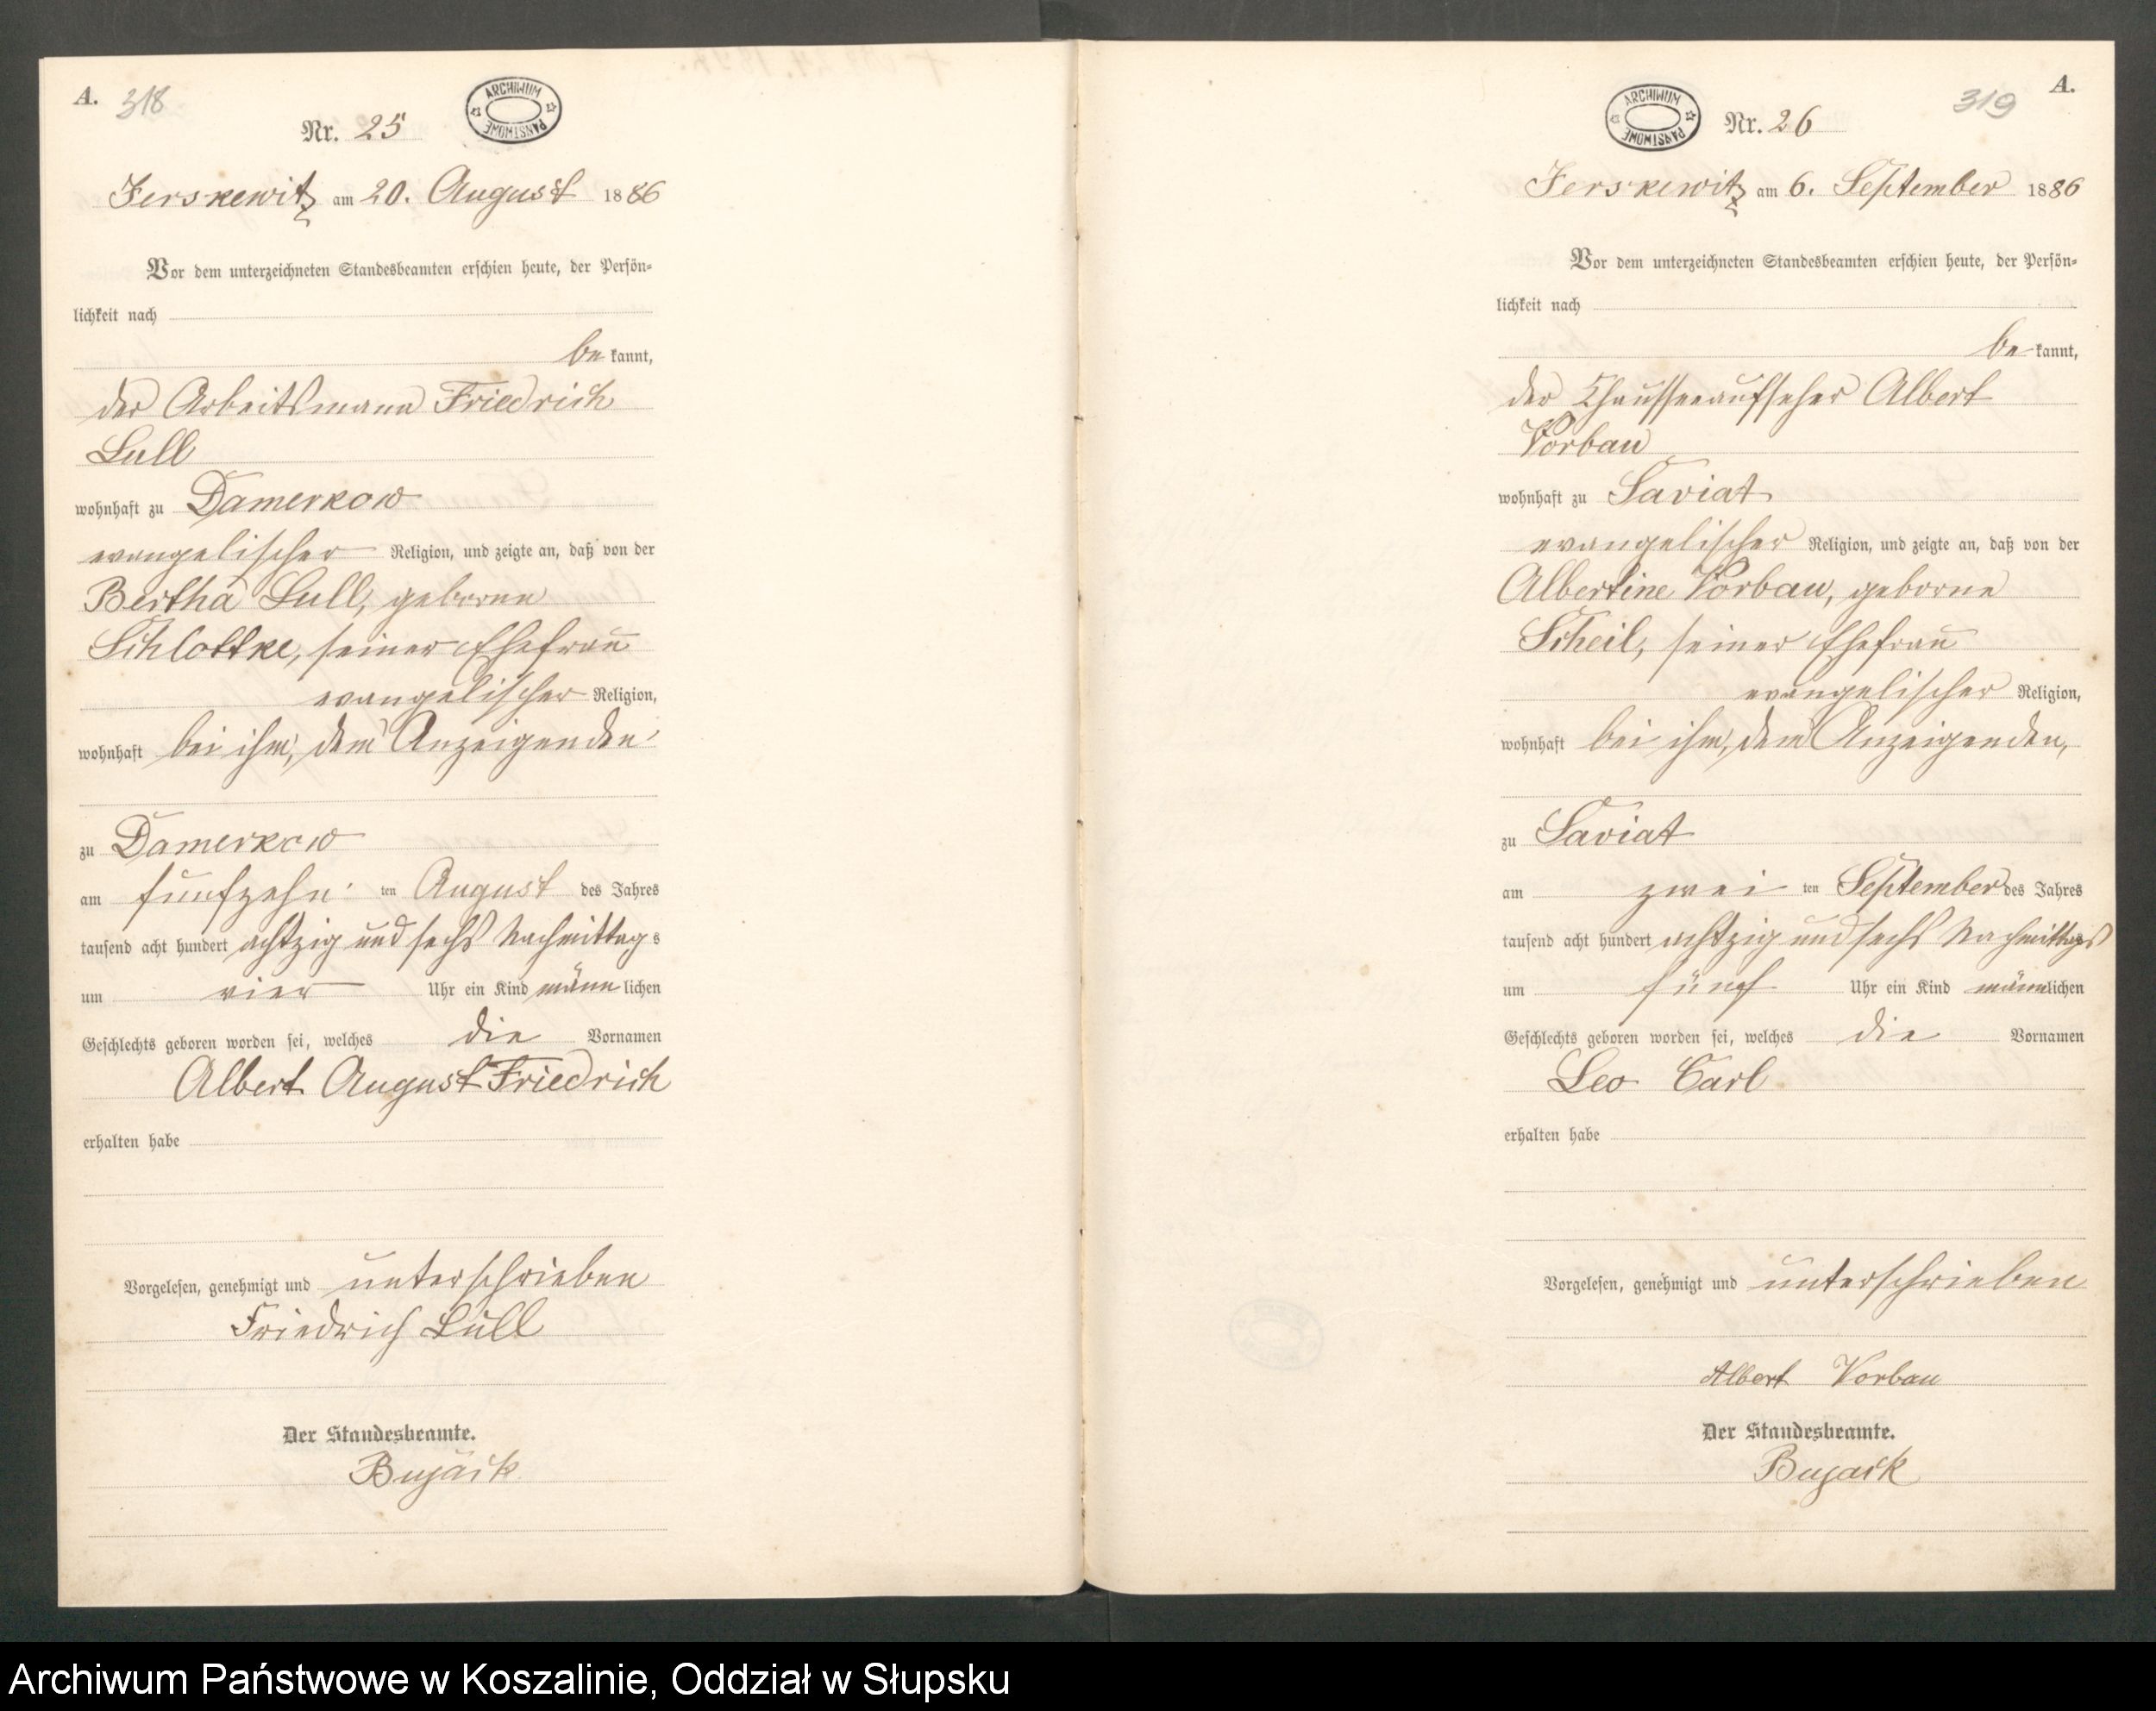 A. 318
ARCHIWUM PAŃSTWOWE
Nr. 25
Jerskewitz am 20. August 1886
Vor dem unterzeichneten Standesbeamten erschien heute, der Persön-
lichkeit nach
be kannt,
der Arbeitsmann Friedrich
Lull
wohnhaft zu Damerkow
evangelischer Religion, und zeigte an, daß von der
Bertha Lull, geborne
Schlottke, seiner Ehefrau
evangelischer Religion,
wohnhaft bei ihm, dem Anzeigenden
zu Damerkow
am fünfzehn ten August des Jahres
tausend acht hundert achtzig und sechs Nachmittags
um vier Uhr ein Kind männlichen
Geschlechts geboren worden sei, welches die Vornamen
Albert August Friedrich
erhalten habe
Vorgelesen, genehmigt und unterschrieben
Friedrich Lull
Der Standesbeamte.
Bujack
319 A.
ARCHIWUM PAŃSTWOWE
Nr. 26
Jerskewitz am 6. September 1886
Vor dem unterzeichneten Standesbeamten erschien heute, der Persön-
lichkeit nach
be kannt,
der Chausseeaufseher Albert
Vorbau
wohnhaft zu Saviat
evangelischer Religion, und zeigte an, daß von der
Albertine Vorbau, geborne
Scheil, seiner Ehefrau
evangelischer Religion,
wohnhaft bei ihm, dem Anzeigenden,
zu Saviat
am zwei ten September des Jahres
tausend acht hundert achtzig und sechs Nachmittags
um fünf Uhr ein Kind männlichen
Geschlechts geboren worden sei, welches die Vornamen
Leo Carl
erhalten habe
Vorgelesen, genehmigt und unterschrieben
Albert Vorbau
Der Standesbeamte.
Bujack
Archiwum Państwowe w Koszalinie, Oddział w Słupsku